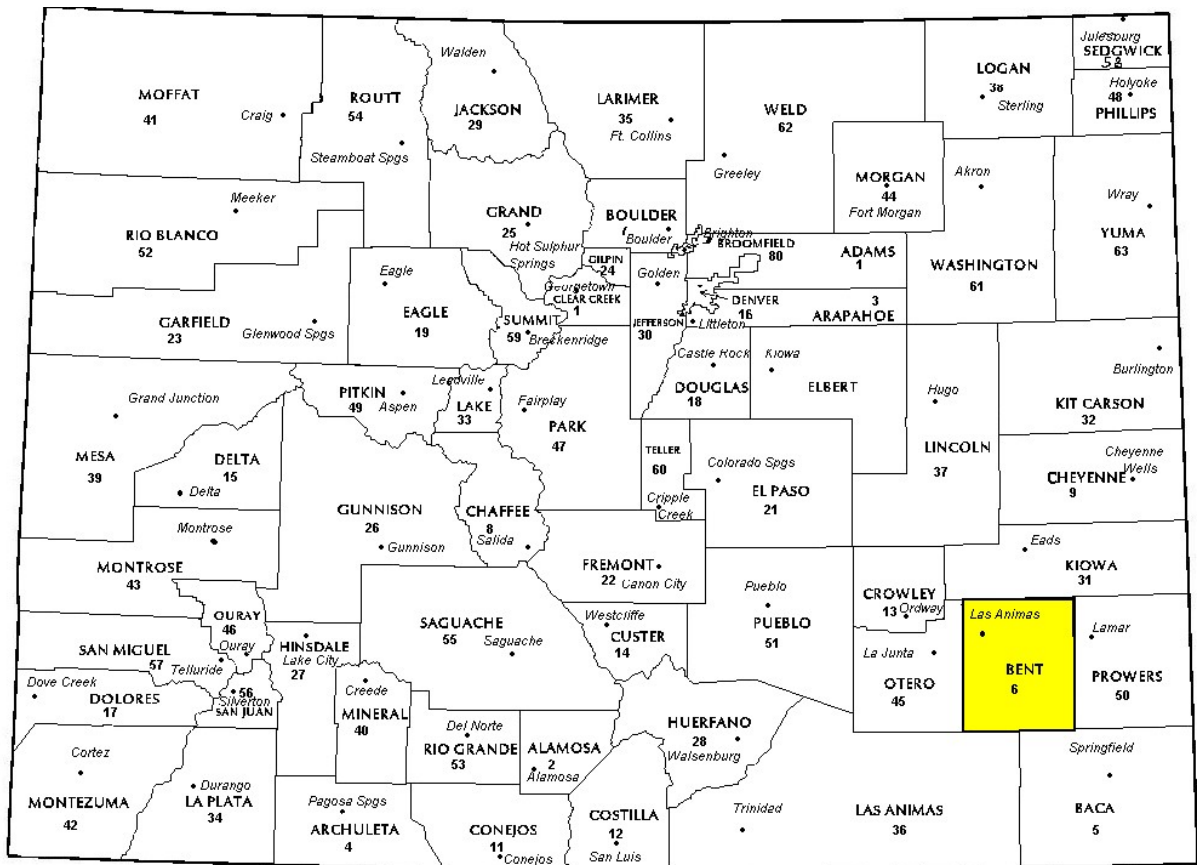 Walden
Julesburg
SEDGWICK
58
LOGAN
38
Sterling
Holyoke
48
PHILLIPS
MOFFAT
41
Craig
ROUTT
54
Steamboat Spgs
JACKSON
29
LARIMER
35
Ft. Collins
WELD
62
Greeley
MORGAN
44
Fort Morgan
Akron
WASHINGTON
61
Wray
YUMA
63
Meeker
RIO BLANCO
52
GRAND
25
Hot Sulphur
Springs
BOULDER
Boulder
Brighton
BROOMFIELD
80
ADAMS
1
GILPIN
24
Georgetown
CLEAR CREEK
1
Golden
JEFFERSON
30
DENVER
16
Littleton
3
ARAPAHOE
Eagle
EAGLE
19
GARFIELD
23
Glenwood Spgs
SUMMIT
59
Breckenridge
Castle Rock
DOUGLAS
18
Kiowa
ELBERT
Hugo
LINCOLN
37
Burlington
KIT CARSON
32
PITKIN
49
Aspen
Leadville
LAKE
33
Fairplay
PARK
47
Grand Junction
MESA
39
DELTA
15
Delta
GUNNISON
26
Gunnison
CHAFFEE
8
Salida
TELLER
60
Cripple
Creek
Colorado Spgs
EL PASO
21
Cheyenne
Wells
CHEYENNE
9
Montrose
MONTROSE
43
FREMONT
22
Canon City
Pueblo
PUEBLO
51
CROWLEY
13
Ordway
Eads
KIOWA
31
OURAY
46
Ouray
SAN MIGUEL
57
Telluride
HINSDALE
Lake City
27
SAGUACHE
55
Saguache
Westcliffe
CUSTER
14
La Junta
OTERO
45
Las Animas
BENT
6
Lamar
PROWERS
50
Dove Creek
DOLORES
17
56
Silverton
SAN JUAN
Creede
MINERAL
40
Del Norte
RIO GRANDE
53
ALAMOSA
2
Alamosa
HUERFANO
28
Walsenburg
Cortez
MONTEZUMA
42
Durango
LA PLATA
34
Pagosa Spgs
ARCHULETA
4
CONEJOS
11
Conejos
COSTILLA
12
San Luis
Trinidad
LAS ANIMAS
36
Springfield
BACA
5